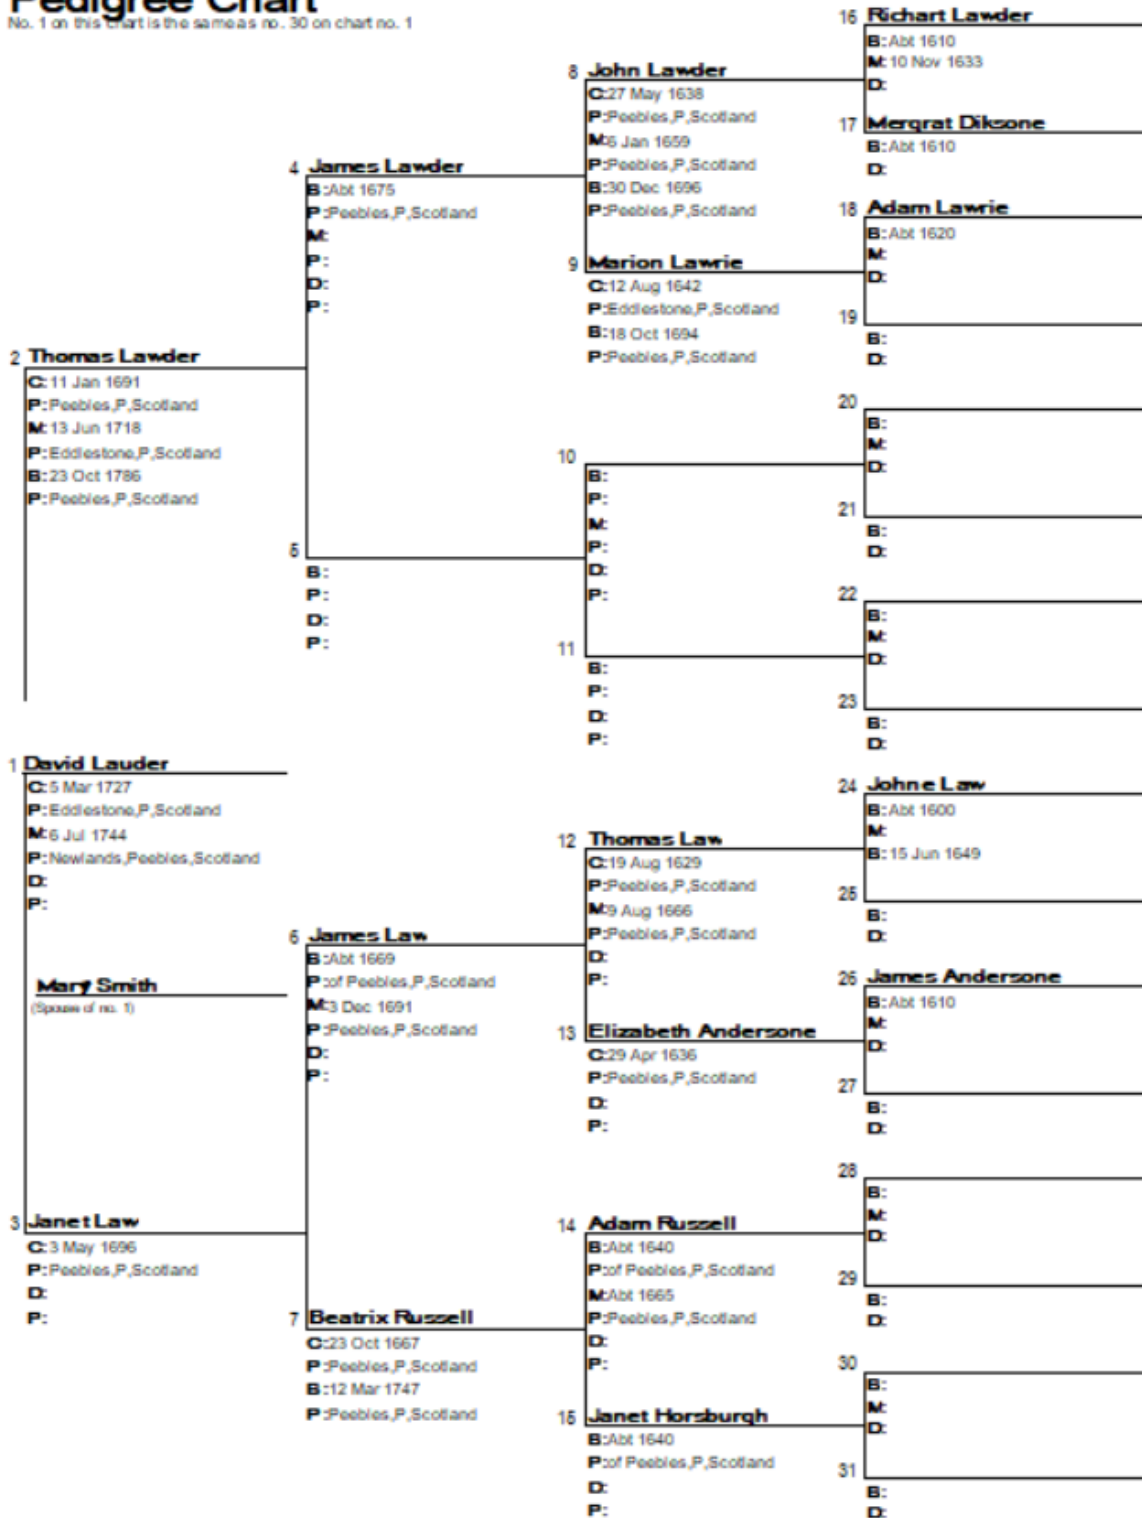 Pedigree Chart
No. 1 on this chart is the same as no. 30 on chart no. 1
16 Richart Lawder
B: Abt 1610
M: 10 Nov 1633
D:
8 John Lawder
C: 27 May 1638
P: Peebles,P,Scotland
M: 6 Jan 1659
P: Peebles,P,Scotland
B: 30 Dec 1696
P: Peebles,P,Scotland
17 Mergrat Diksone
B: Abt 1610
D:
4 James Lawder
B: Abt 1675
P: Peebles,P,Scotland
M:
P:
D:
P:
18 Adam Lawrie
B: Abt 1620
M:
D:
9 Marion Lawrie
C: 12 Aug 1642
P: Eddlestone,P,Scotland
B: 18 Oct 1694
P: Peebles,P,Scotland
19
B:
D:
2 Thomas Lawder
C: 11 Jan 1691
P: Peebles,P,Scotland
M: 13 Jun 1718
P: Eddlestone,P,Scotland
B: 23 Oct 1786
P: Peebles,P,Scotland
20
B:
M:
D:
10
B:
P:
M:
P:
D:
P:
21
B:
D:
5
B:
P:
D:
P:
22
B:
M:
D:
11
B:
P:
D:
P:
23
B:
D:
1 David Lauder
C: 5 Mar 1727
P: Eddlestone,P,Scotland
M: 6 Jul 1744
P: Newlands,Peebles,Scotland
D:
P:
24 Johne Law
B: Abt 1600
M:
B: 15 Jun 1649
12 Thomas Law
C: 19 Aug 1629
P: Peebles,P,Scotland
M: 9 Aug 1666
P: Peebles,P,Scotland
D:
P:
25
B:
D:
6 James Law
B: Abt 1669
P: of Peebles,P,Scotland
M: 3 Dec 1691
P: Peebles,P,Scotland
D:
P:
Mary Smith
(Spouse of no. 1)
26 James Andersone
B: Abt 1610
M:
D:
13 Elizabeth Andersone
C: 29 Apr 1636
P: Peebles,P,Scotland
D:
P:
27
B:
D:
3 Janet Law
C: 3 May 1696
P: Peebles,P,Scotland
D:
P:
28
B:
M:
D:
14 Adam Russell
B: Abt 1640
P: of Peebles,P,Scotland
M: Abt 1665
P: Peebles,P,Scotland
D:
P:
29
B:
D:
7 Beatrix Russell
C: 23 Oct 1667
P: Peebles,P,Scotland
B: 12 Mar 1747
P: Peebles,P,Scotland
30
B:
M:
D:
15 Janet Horsburgh
B: Abt 1640
P: of Peebles,P,Scotland
D:
P:
31
B:
D: